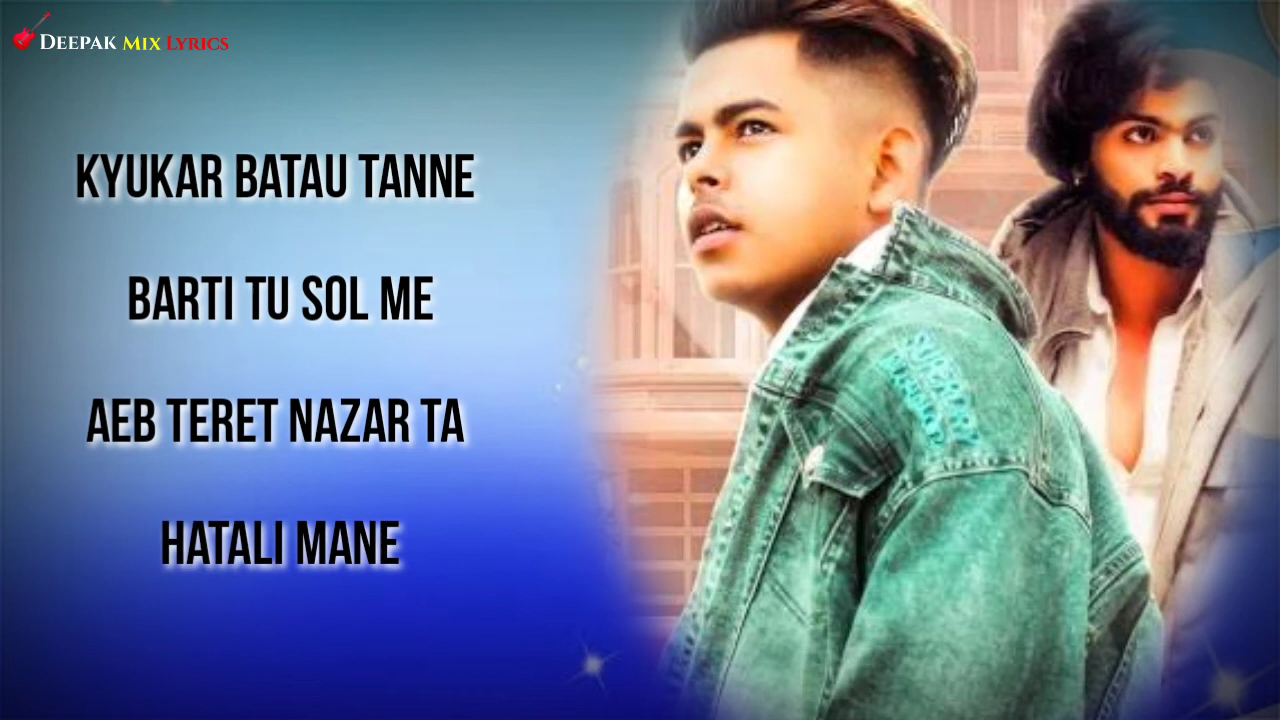 DEEPAK MIX LYRICS
KYUKAR BATAU TANNE
BARTI TU SOL ME
AEB TERET NAZAR TA
HATALI MANE